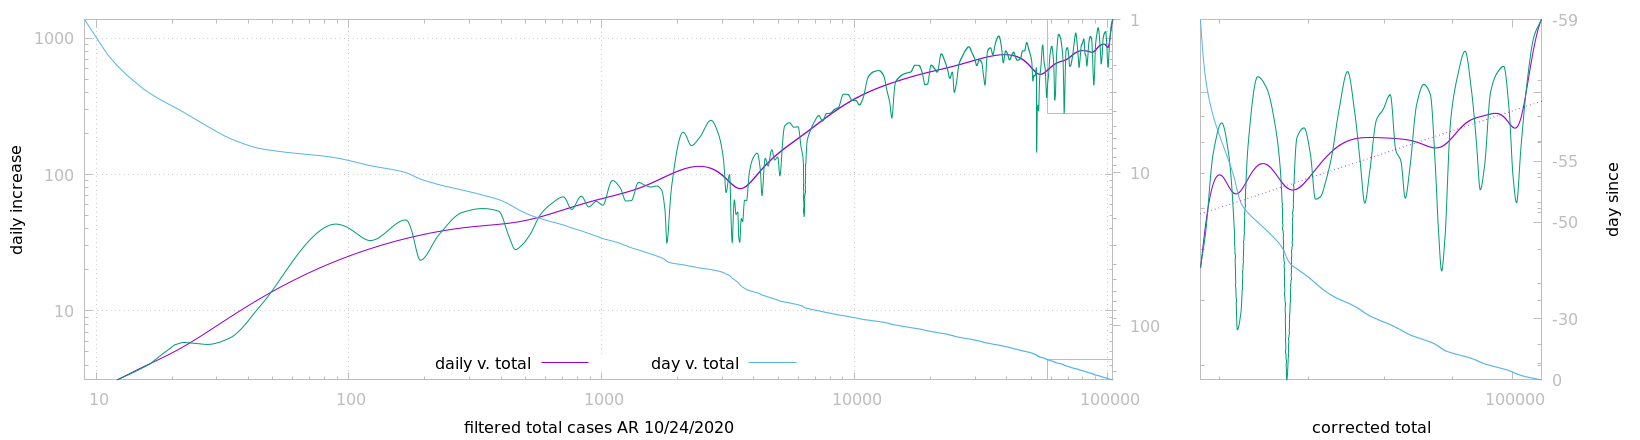 1000
100
10
daily increase
10
100
1000
10000
100000
filtered total cases AR 10/24/2020
daily v. total
day v. total
1
10
100
-59
-55
-50
-30
0
day since
100000
corrected total